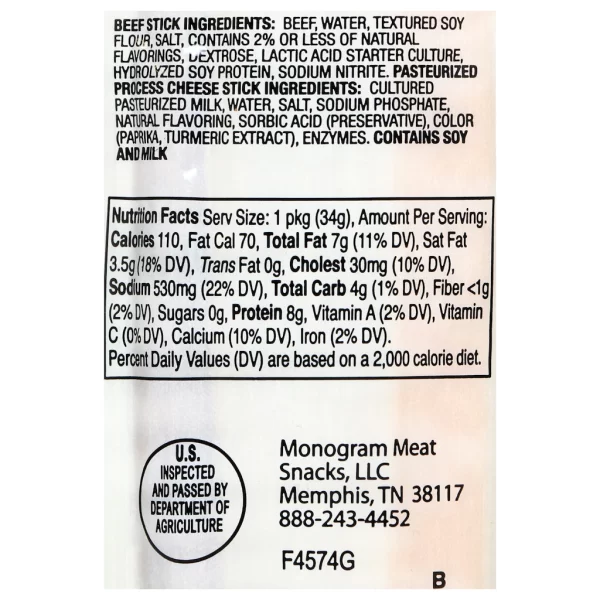 BEEF STICK INGREDIENTS: BEEF, WATER, TEXTURED SOY
FLOUR, SALT, CONTAINS 2% OR LESS OF NATURAL
FLAVORINGS, DEXTROSE, LACTIC ACID STARTER CULTURE,
HYDROLYZED SOY PROTEIN, SODIUM NITRITE. PASTEURIZED
PROCESS CHEESE STICK INGREDIENTS: CULTURED
PASTEURIZED MILK, WATER, SALT, SODIUM PHOSPHATE,
NATURAL FLAVORING, SORBIC ACID (PRESERVATIVE), COLOR
(PAPRIKA, TURMERIC EXTRACT), ENZYMES. CONTAINS SOY
AND MILK
Nutrition Facts Serv Size: 1 pkg (34g), Amount Per Serving:
Calories 110, Fat Cal 70, Total Fat 7g (11% DV), Sat Fat
3.5g (18% DV), Trans Fat 0g, Cholest 30mg (10% DV),
Sodium 530mg (22% DV), Total Carb 4g (1% DV), Fiber <1g
(2% DV), Sugars 0g, Protein 8g, Vitamin A (2% DV), Vitamin
C (0% DV), Calcium (10% DV), Iron (2% DV).
Percent Daily Values (DV) are based on a 2,000 calorie diet.
U.S.
INSPECTED
AND PASSED BY
DEPARTMENT OF
AGRICULTURE
Monogram Meat
Snacks, LLC
Memphis, TN 38117
888-243-4452
F4574G
B